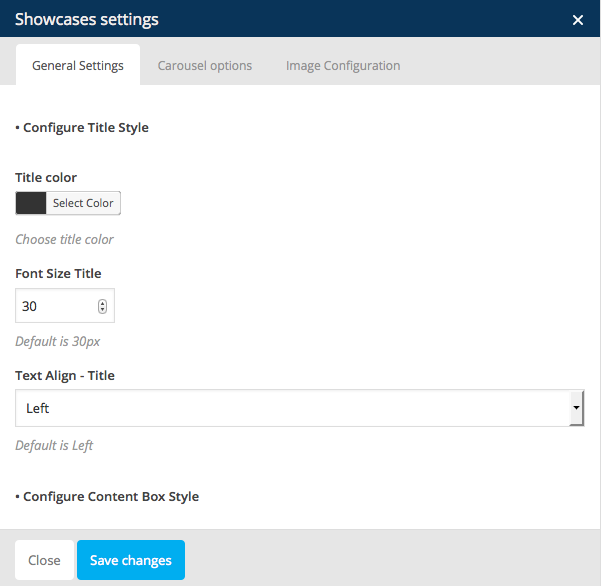 Showcases settings
General Settings
Carousel options
Image Configuration
• Configure Title Style
Title color
Select Color
Choose title color
Font Size Title
30
Default is 30px
Text Align - Title
Left
Default is Left
• Configure Content Box Style
Close
Save changes